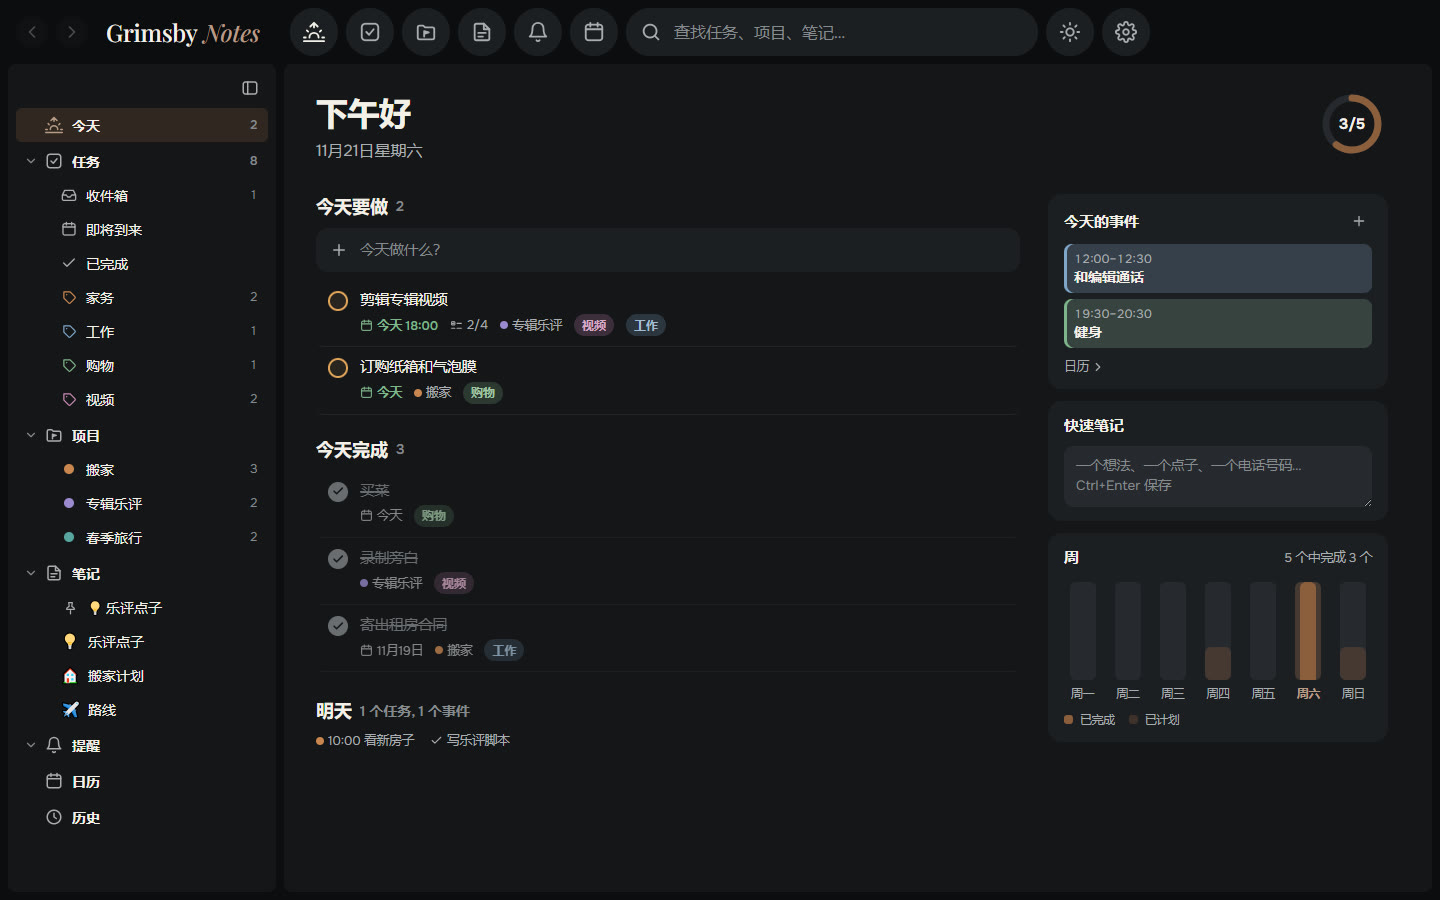 Grimsby Notes
查找任务、项目、笔记...
今天 2
任务 8
收件箱 1
即将到来
已完成
家务 2
工作 1
购物 1
视频 2
项目
搬家 3
专辑乐评 2
春季旅行 2
笔记
乐评点子
乐评点子
搬家计划
路线
提醒
日历
历史
下午好
11月21日星期六
3/5
今天要做 2
今天做什么?
剪辑专辑视频
今天 18:00 2/4 专辑乐评 视频 工作
订购纸箱和气泡膜
今天 搬家 购物
今天完成 3
买菜
今天 购物
录制旁白
专辑乐评 视频
寄出租房合同
11月19日 搬家 工作
明天 1 个任务, 1 个事件
10:00 看新房子 写乐评脚本
今天的事件
12:00–12:30
和编辑通话
19:30–20:30
健身
日历
快速笔记
一个想法、一个点子、一个电话号码...
Ctrl+Enter 保存
周 5 个中完成 3 个
周一 周二 周三 周四 周五 周六 周日
已完成 已计划